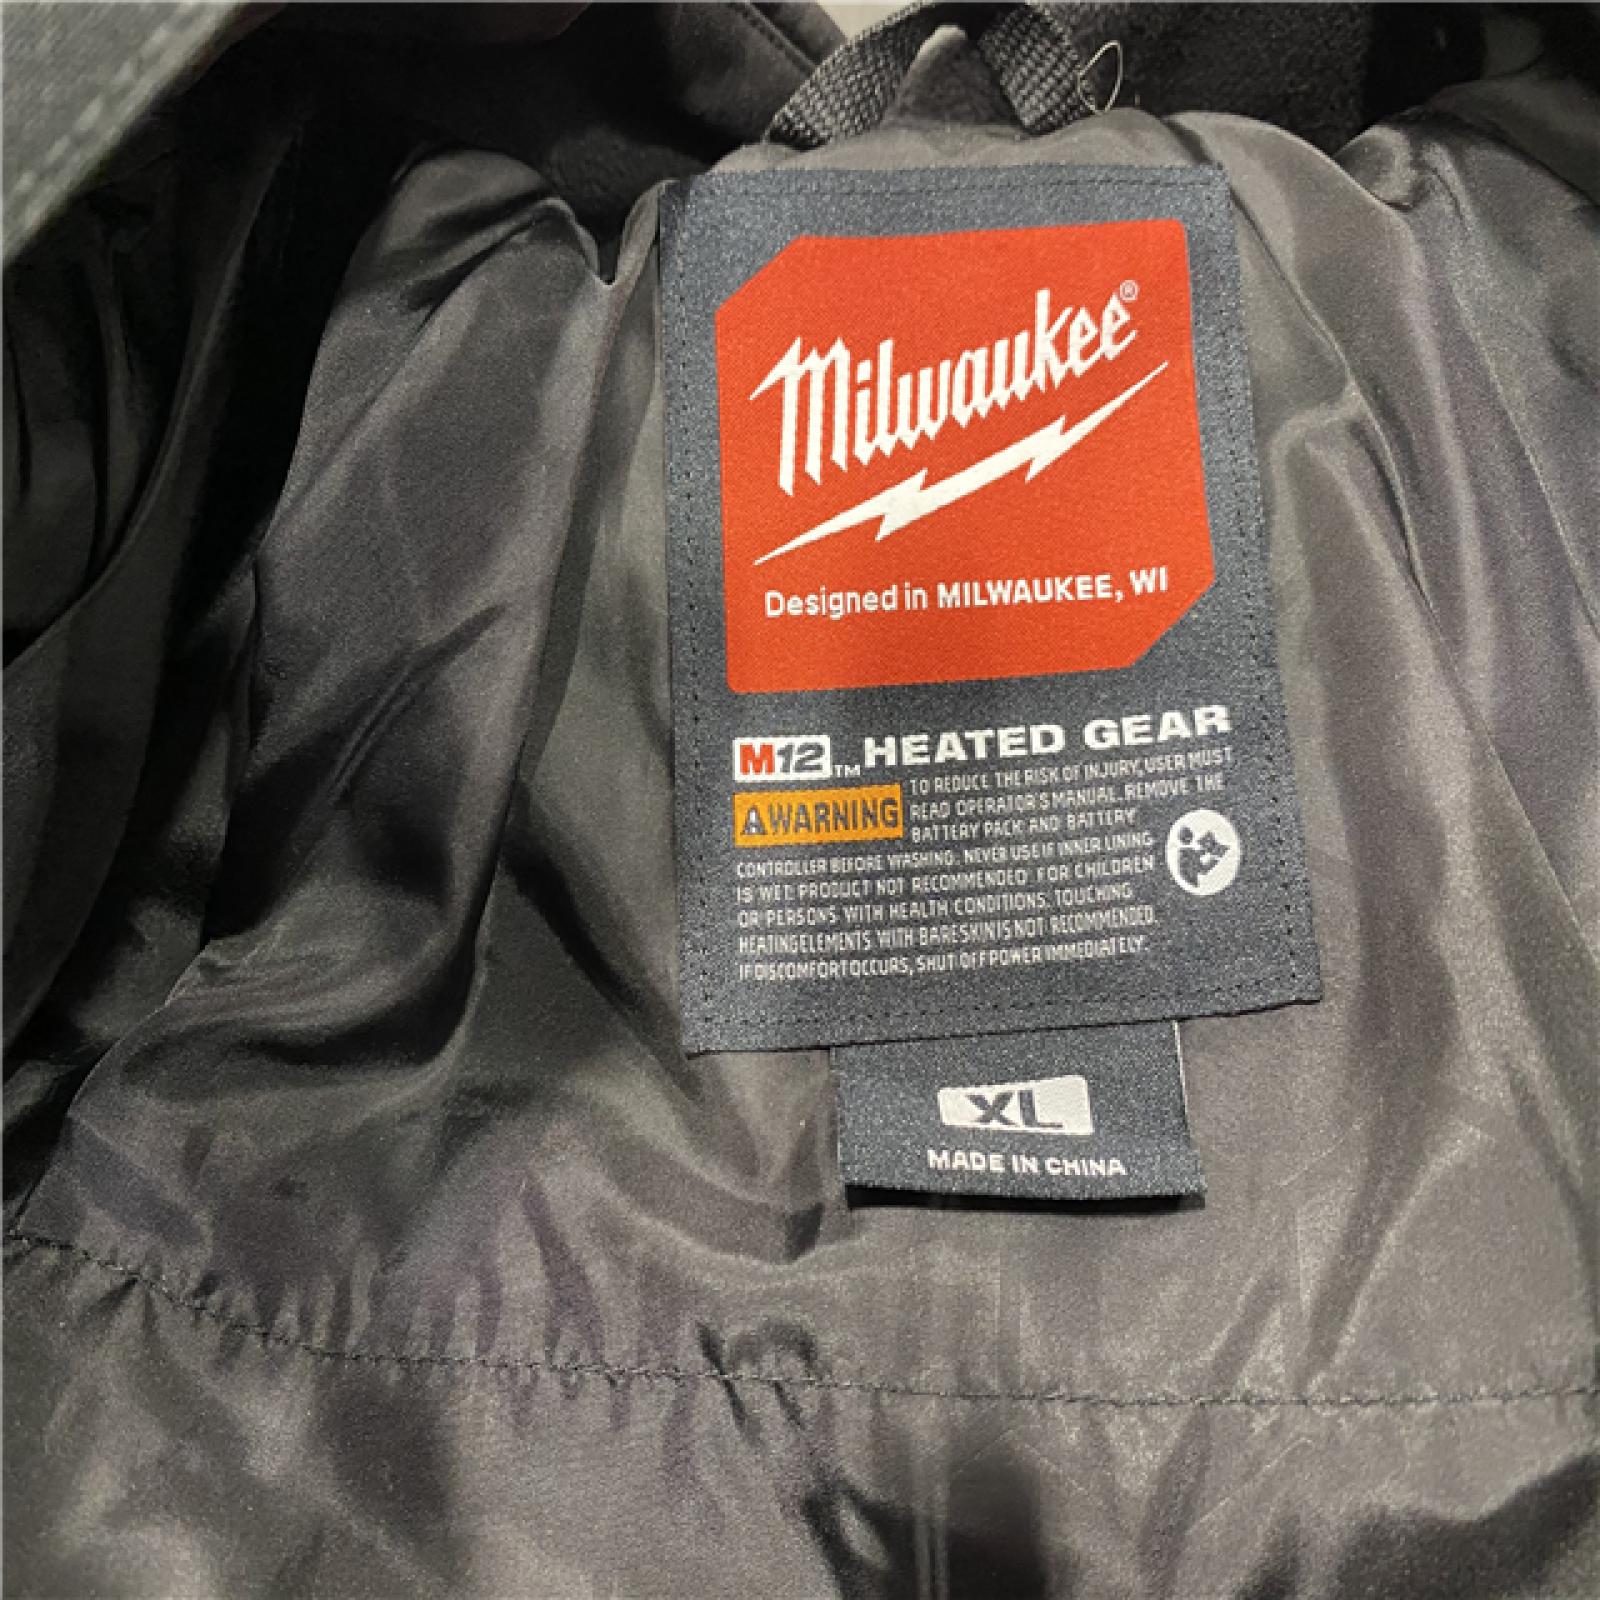 Milwaukee®
Designed in MILWAUKEE, WI
M12™ HEATED GEAR
WARNING TO REDUCE THE RISK OF INJURY, USER MUST
READ OPERATOR'S MANUAL. REMOVE THE
BATTERY PACK AND BATTERY
CONTROLLER BEFORE WASHING. NEVER USE IF INNER LINING
IS WET. PRODUCT NOT RECOMMENDED FOR CHILDREN
OR PERSONS WITH HEALTH CONDITIONS. TOUCHING
HEATING ELEMENTS WITH BARE SKIN IS NOT RECOMMENDED.
IF DISCOMFORT OCCURS, SHUT OFF POWER IMMEDIATELY.
XL
MADE IN CHINA